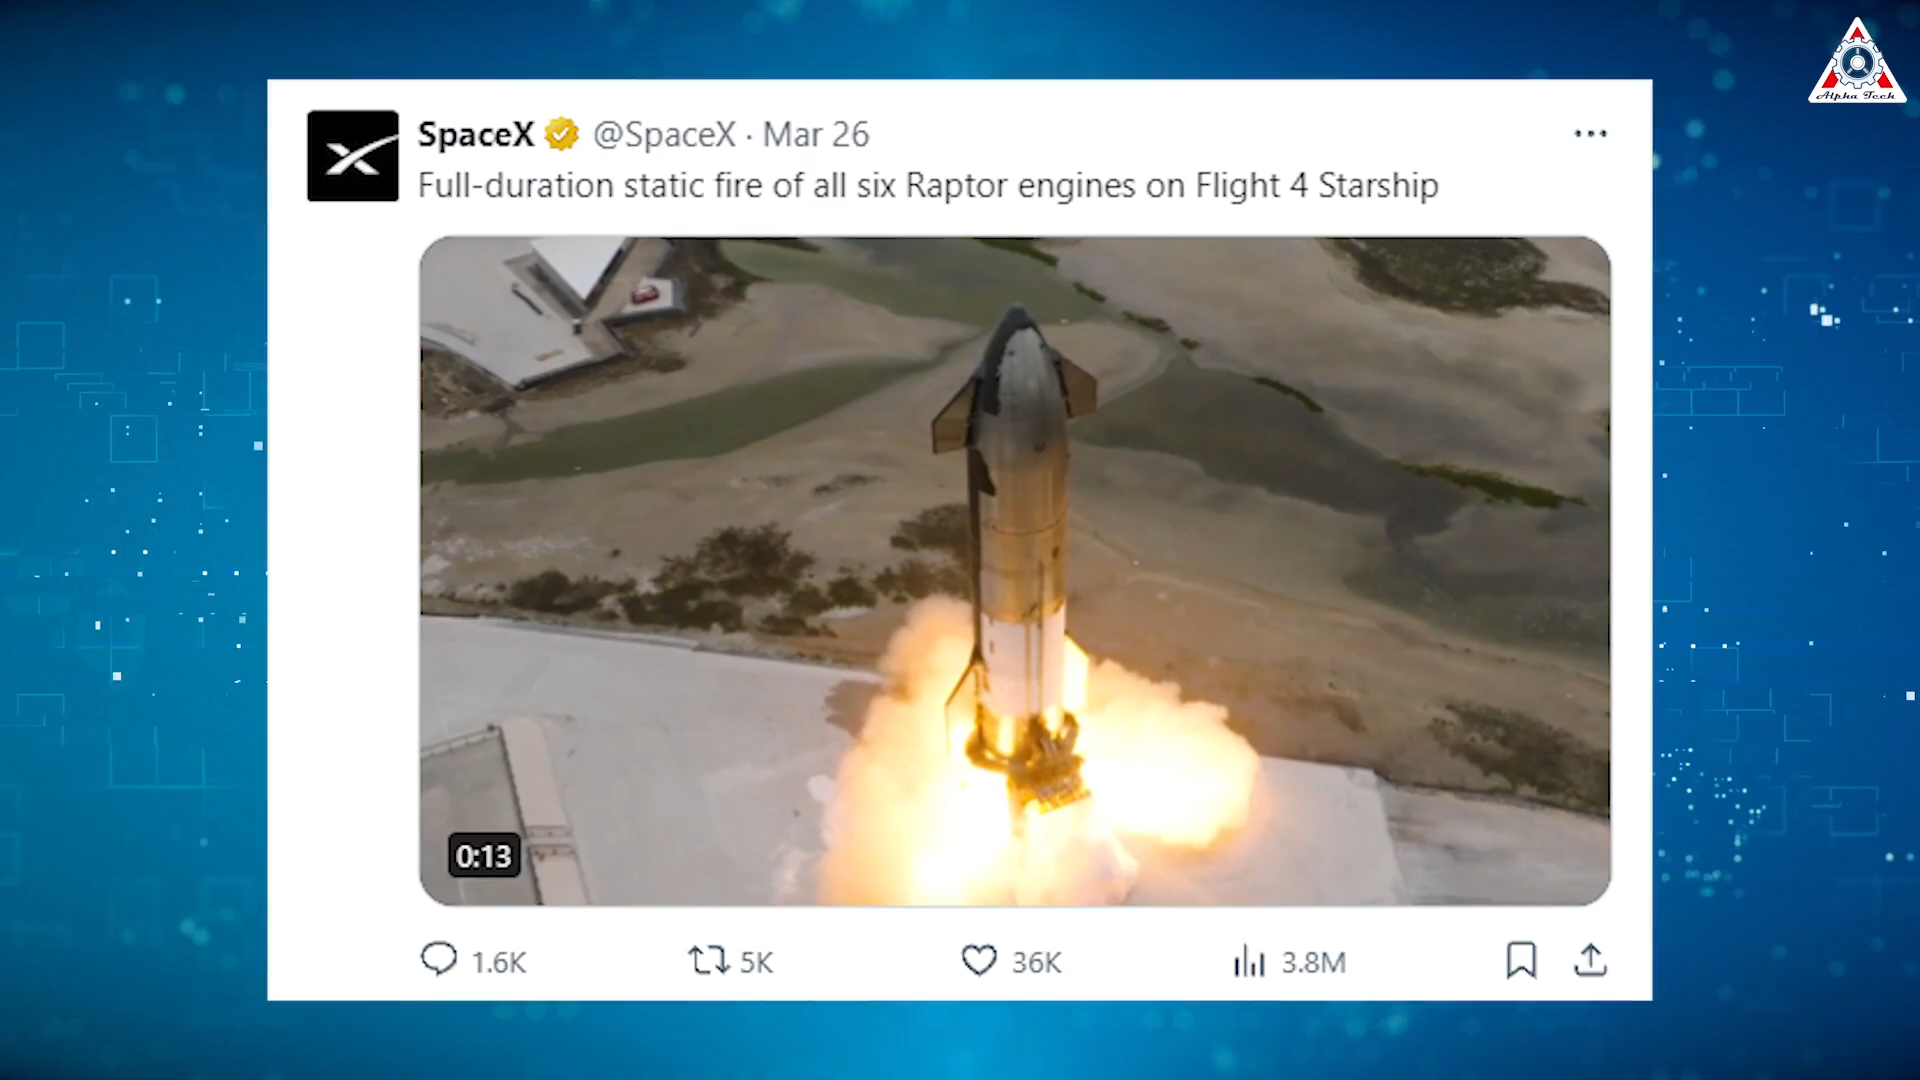 Alpha Tech
SpaceX @SpaceX · Mar 26
Full-duration static fire of all six Raptor engines on Flight 4 Starship
0:13
1.6K 5K 36K 3.8M